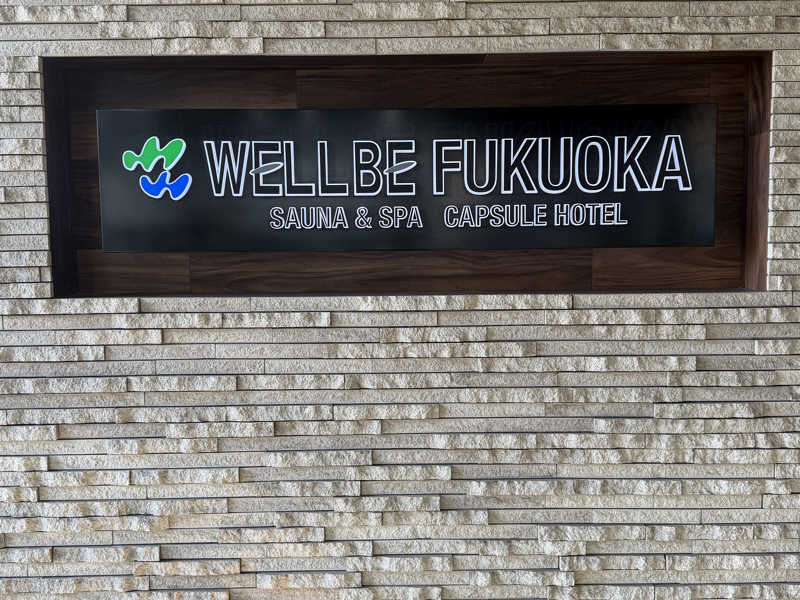 WELLBE FUKUOKA
SAUNA & SPA CAPSULE HOTEL